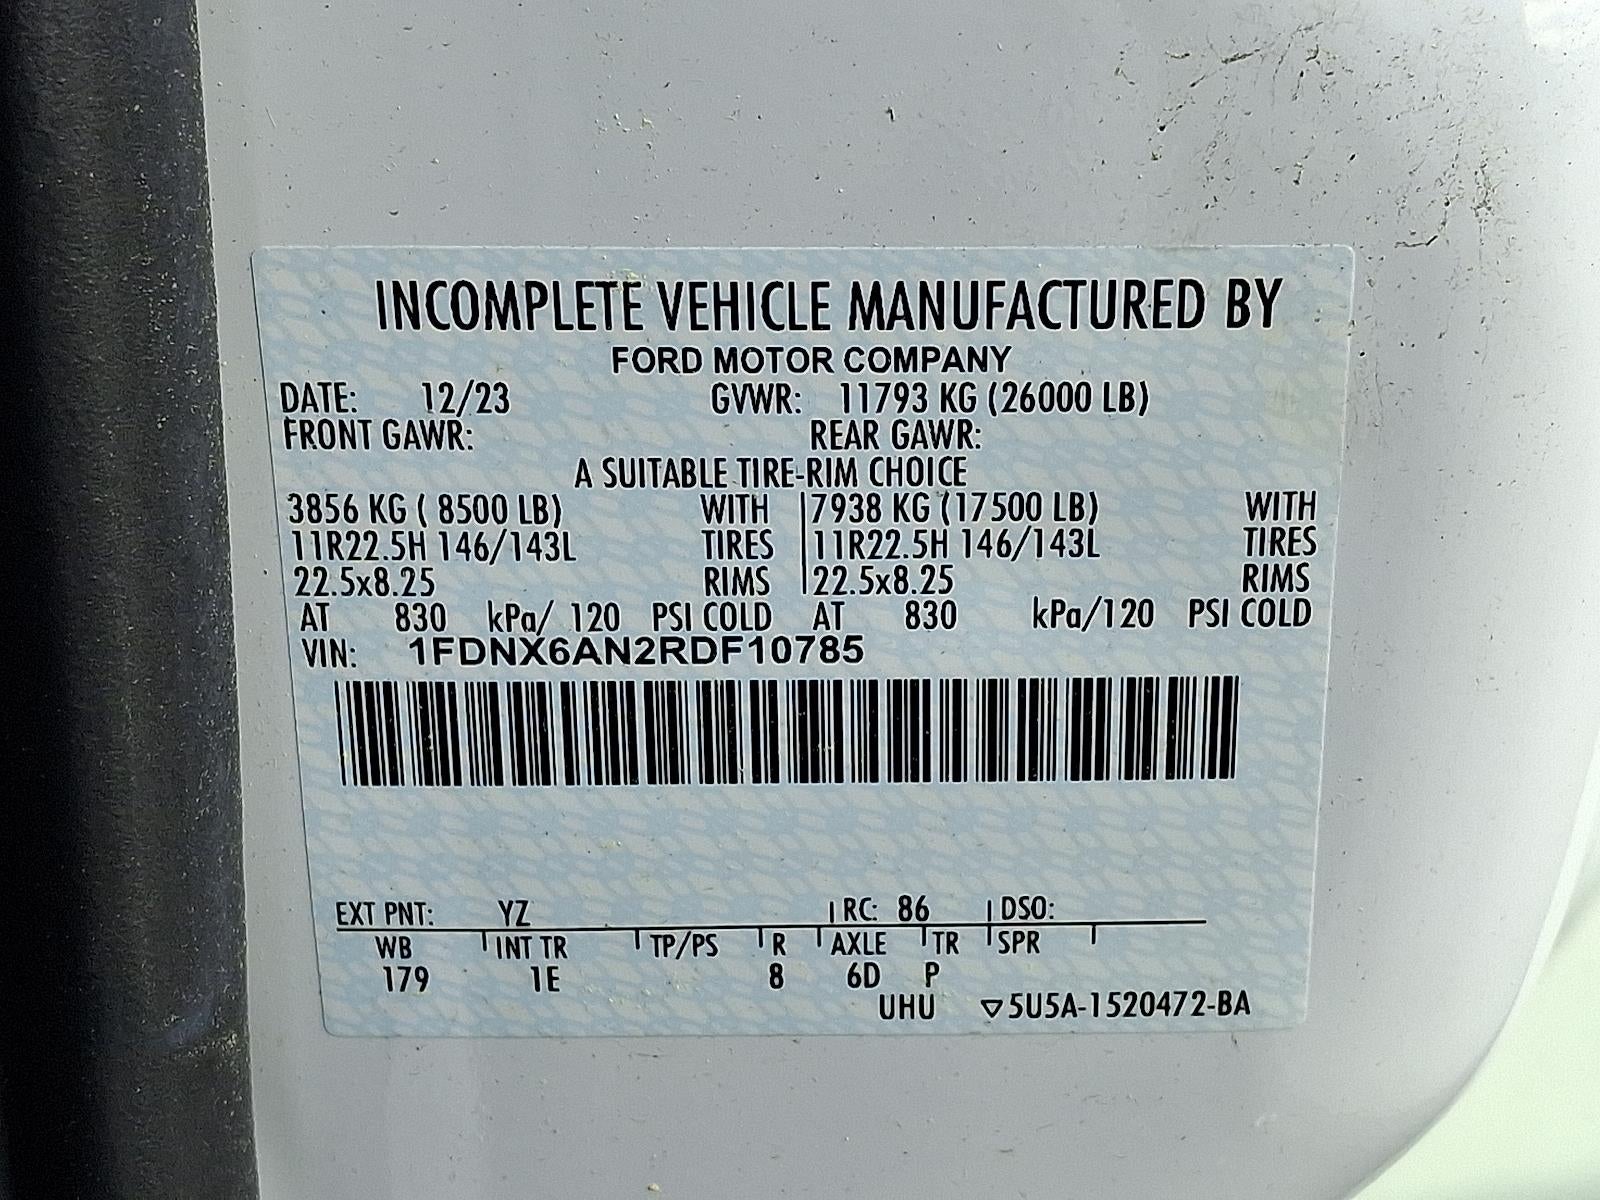 INCOMPLETE VEHICLE MANUFACTURED BY
FORD MOTOR COMPANY
DATE: 12/23 GVWR: 11793 KG (26000 LB)
FRONT GAWR: REAR GAWR:
A SUITABLE TIRE-RIM CHOICE
3856 KG ( 8500 LB) WITH 7938 KG (17500 LB) WITH
11R22.5H 146/143L TIRES 11R22.5H 146/143L TIRES
22.5x8.25 RIMS 22.5x8.25 RIMS
AT 830 kPa/ 120 PSI COLD AT 830 kPa/120 PSI COLD
VIN: 1FDNX6AN2RDF10785
EXT PNT: YZ RC: 86 DSO:
WB INT TR TP/PS R AXLE TR SPR
179 1E 8 6D P
UHU ▽5U5A-1520472-BA